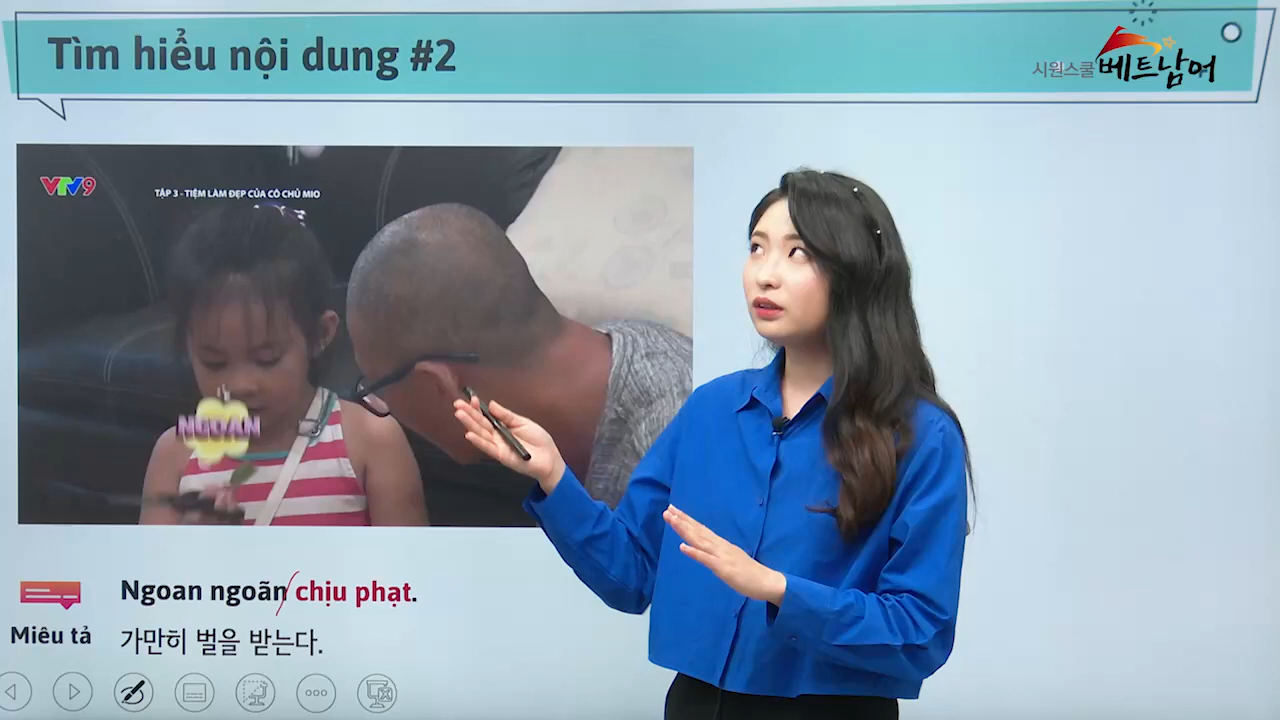 Tìm hiểu nội dung #2
시원스쿨 베트남어
VTV9
TẬP 3 - TIỆM LÀM ĐẸP CỦA CÔ CHỦ MIO
NGOAN
Ngoan ngoãn chịu phạt.
Miêu tả
가만히 벌을 받는다.